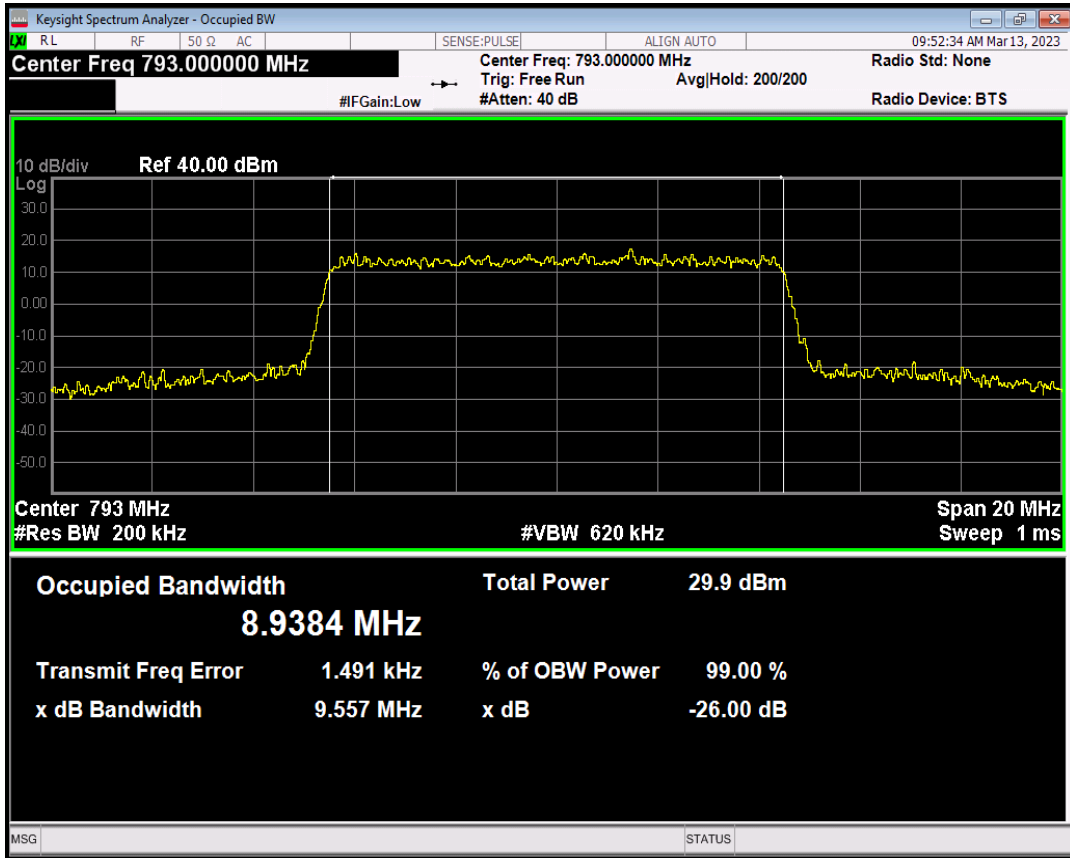 Keysight Spectrum Analyzer - Occupied BW
LXI RL RF 50 Ω AC SENSE:PULSE ALIGN AUTO 09:52:34 AM Mar 13, 2023
Center Freq 793.000000 MHz Center Freq: 793.000000 MHz Radio Std: None
Trig: Free Run Avg|Hold: 200/200
#IFGain:Low #Atten: 40 dB Radio Device: BTS
10 dB/div Ref 40.00 dBm
Log
30.0
20.0
10.0
0.00
-10.0
-20.0
-30.0
-40.0
-50.0
Center 793 MHz Span 20 MHz
#Res BW 200 kHz #VBW 620 kHz Sweep 1 ms
Occupied Bandwidth Total Power 29.9 dBm
8.9384 MHz
Transmit Freq Error 1.491 kHz % of OBW Power 99.00 %
x dB Bandwidth 9.557 MHz x dB -26.00 dB
MSG STATUS